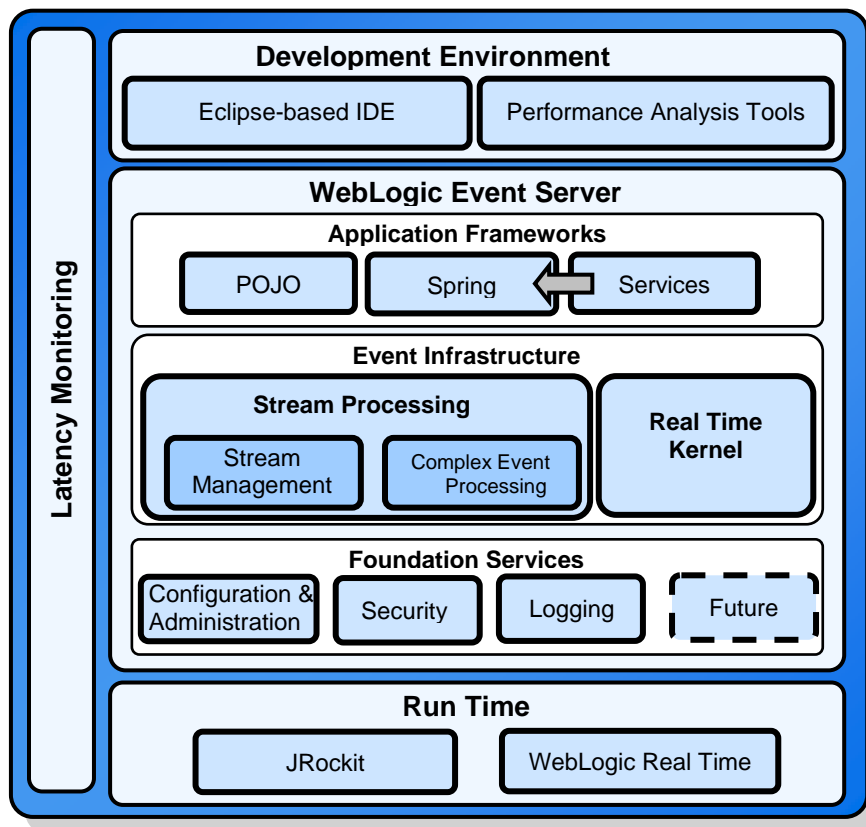 Latency Monitoring
Development Environment
Eclipse-based IDE
Performance Analysis Tools
WebLogic Event Server
Application Frameworks
POJO
Spring
Services
Event Infrastructure
Stream Processing
Stream
Management
Complex Event
Processing
Real Time
Kernel
Foundation Services
Configuration &
Administration
Security
Logging
Future
Run Time
JRockit
WebLogic Real Time